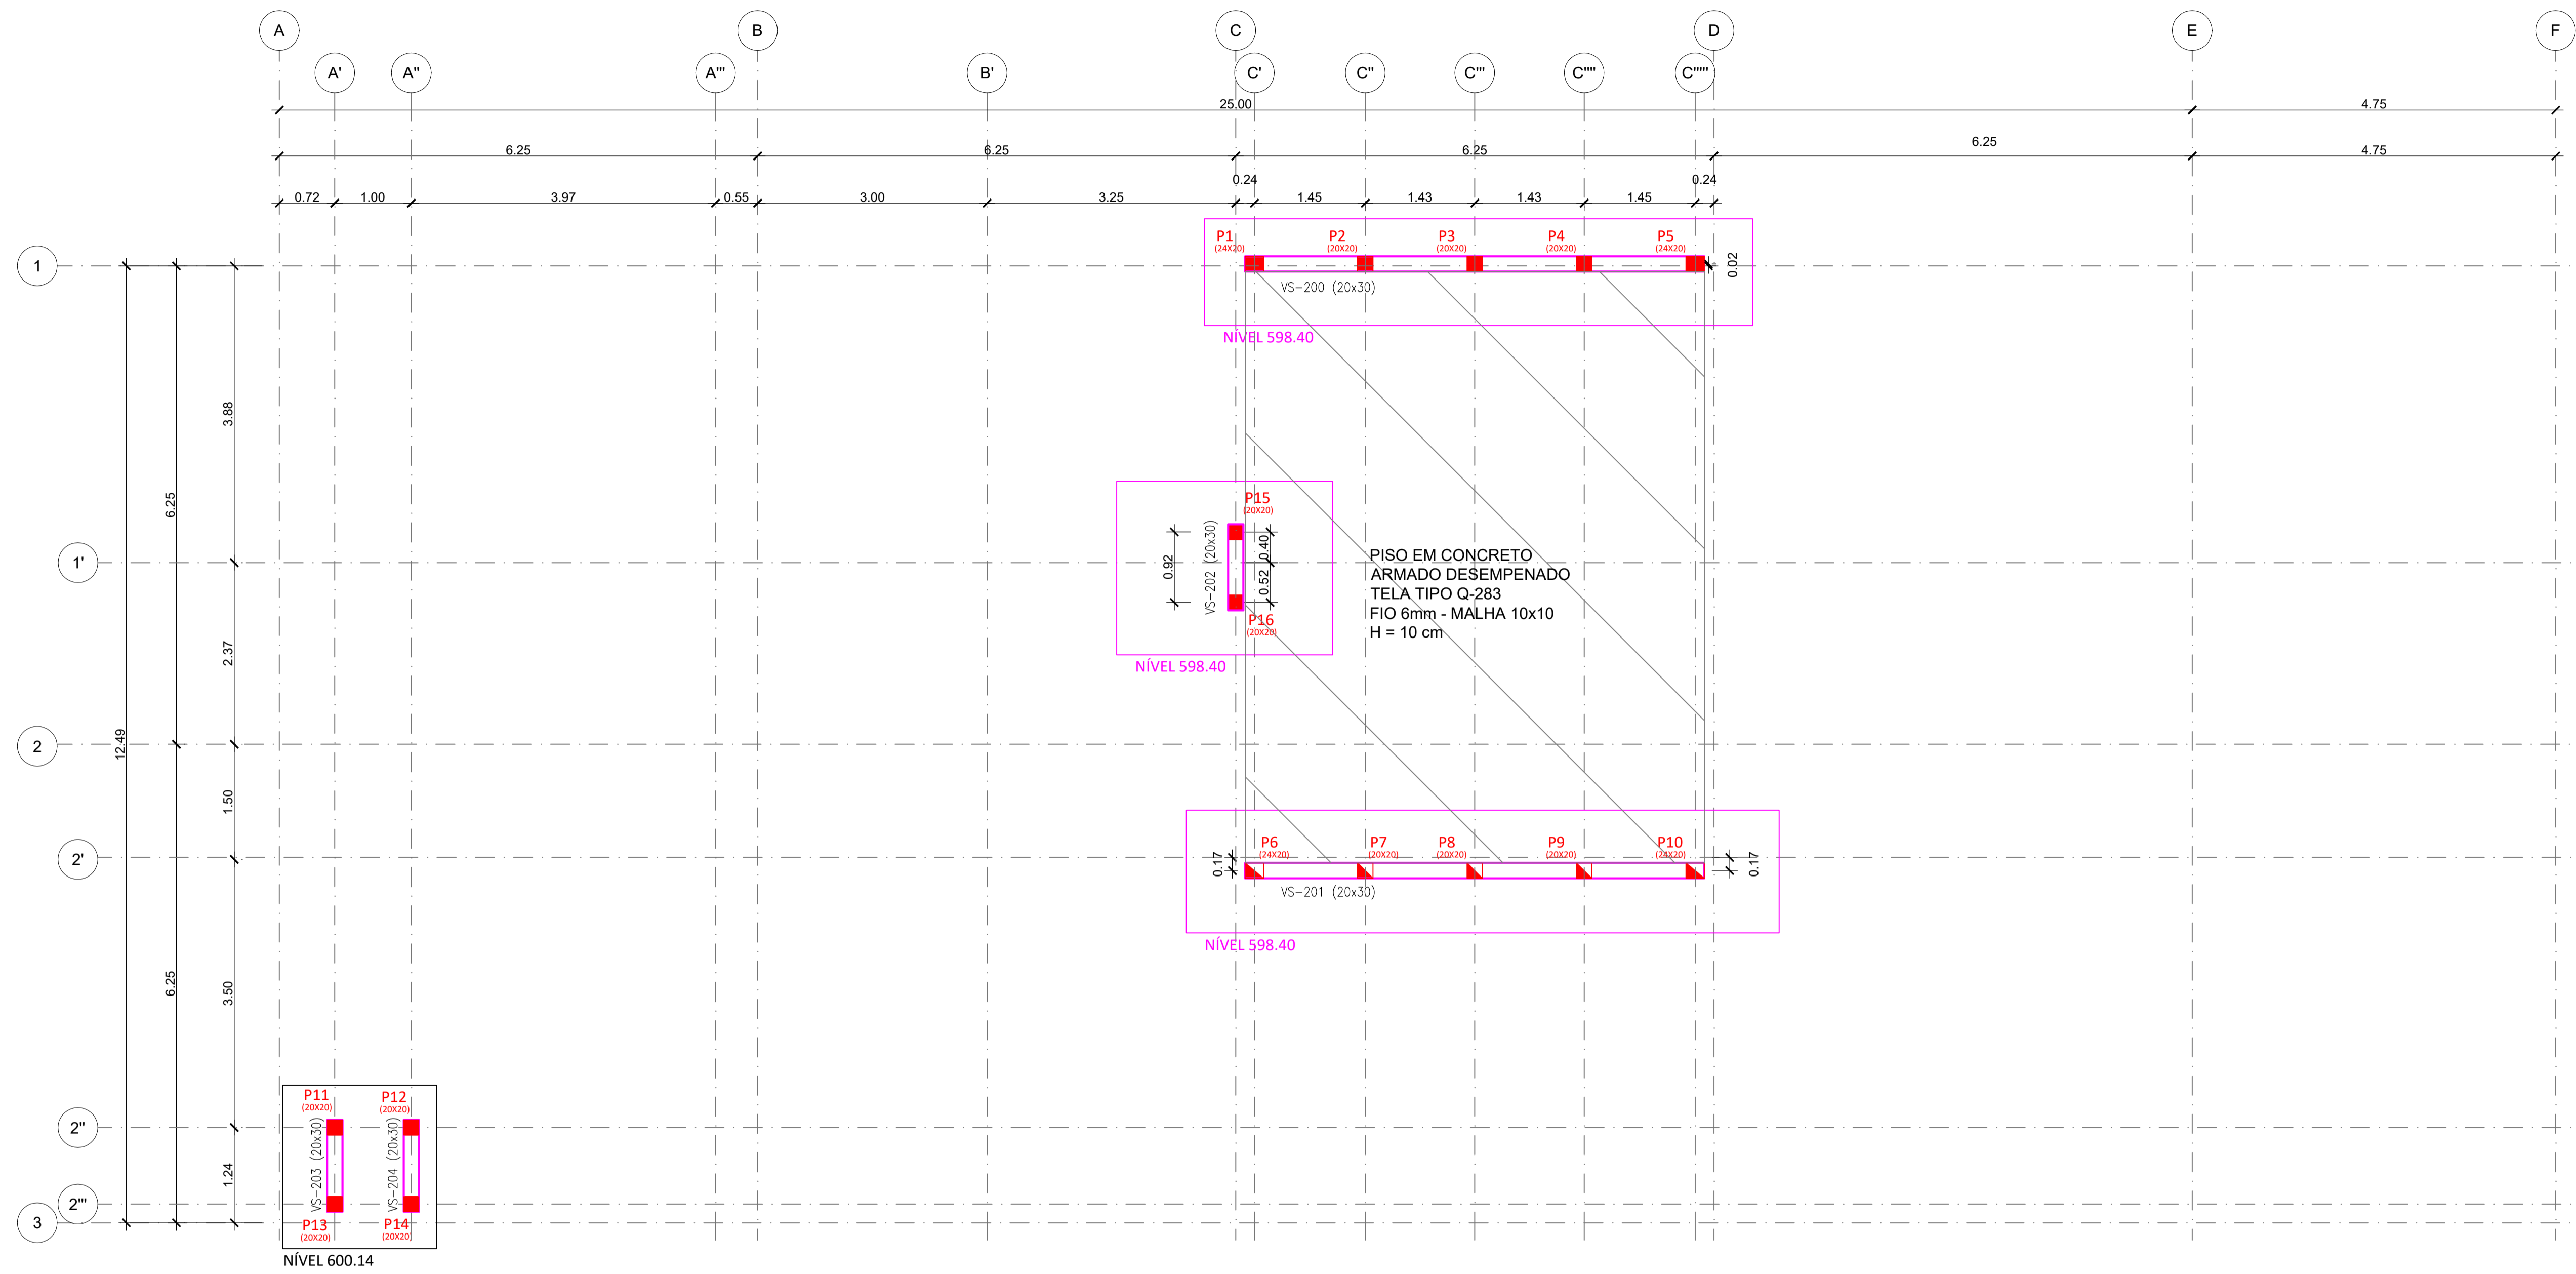 A
B
C
D
E
F
A'
A"
A'"
B'
C'
C"
C'"
C""
C""'
25.00
4.75
6.25
6.25
6.25
6.25
4.75
0.24
0.24
0.72
1.00
3.97
0.55
3.00
3.25
1.45
1.43
1.43
1.45
P1
(24X20)
P2
(20X20)
P3
(20X20)
P4
(20X20)
P5
(24X20)
1
0.02
VS-200 (20x30)
NÍVEL 598.40
3.88
6.25
P15
(20X20)
0.92
VS-202 (20x30)
0.40
0.52
1'
PISO EM CONCRETO
ARMADO DESEMPENADO
TELA TIPO Q-283
FIO 6mm - MALHA 10x10
H = 10 cm
P16
(20X20)
NÍVEL 598.40
2.37
2
12.49
1.50
2'
0.17
P6
(24X20)
P7
(20X20)
P8
(20X20)
P9
(20X20)
P10
(24X20)
0.17
VS-201 (20x30)
NÍVEL 598.40
6.25
3.50
P11
(20X20)
P12
(20X20)
2"
VS-203 (20x30)
VS-204 (20x30)
1.24
2'"
3
P13
(20X20)
P14
(20X20)
NÍVEL 600.14